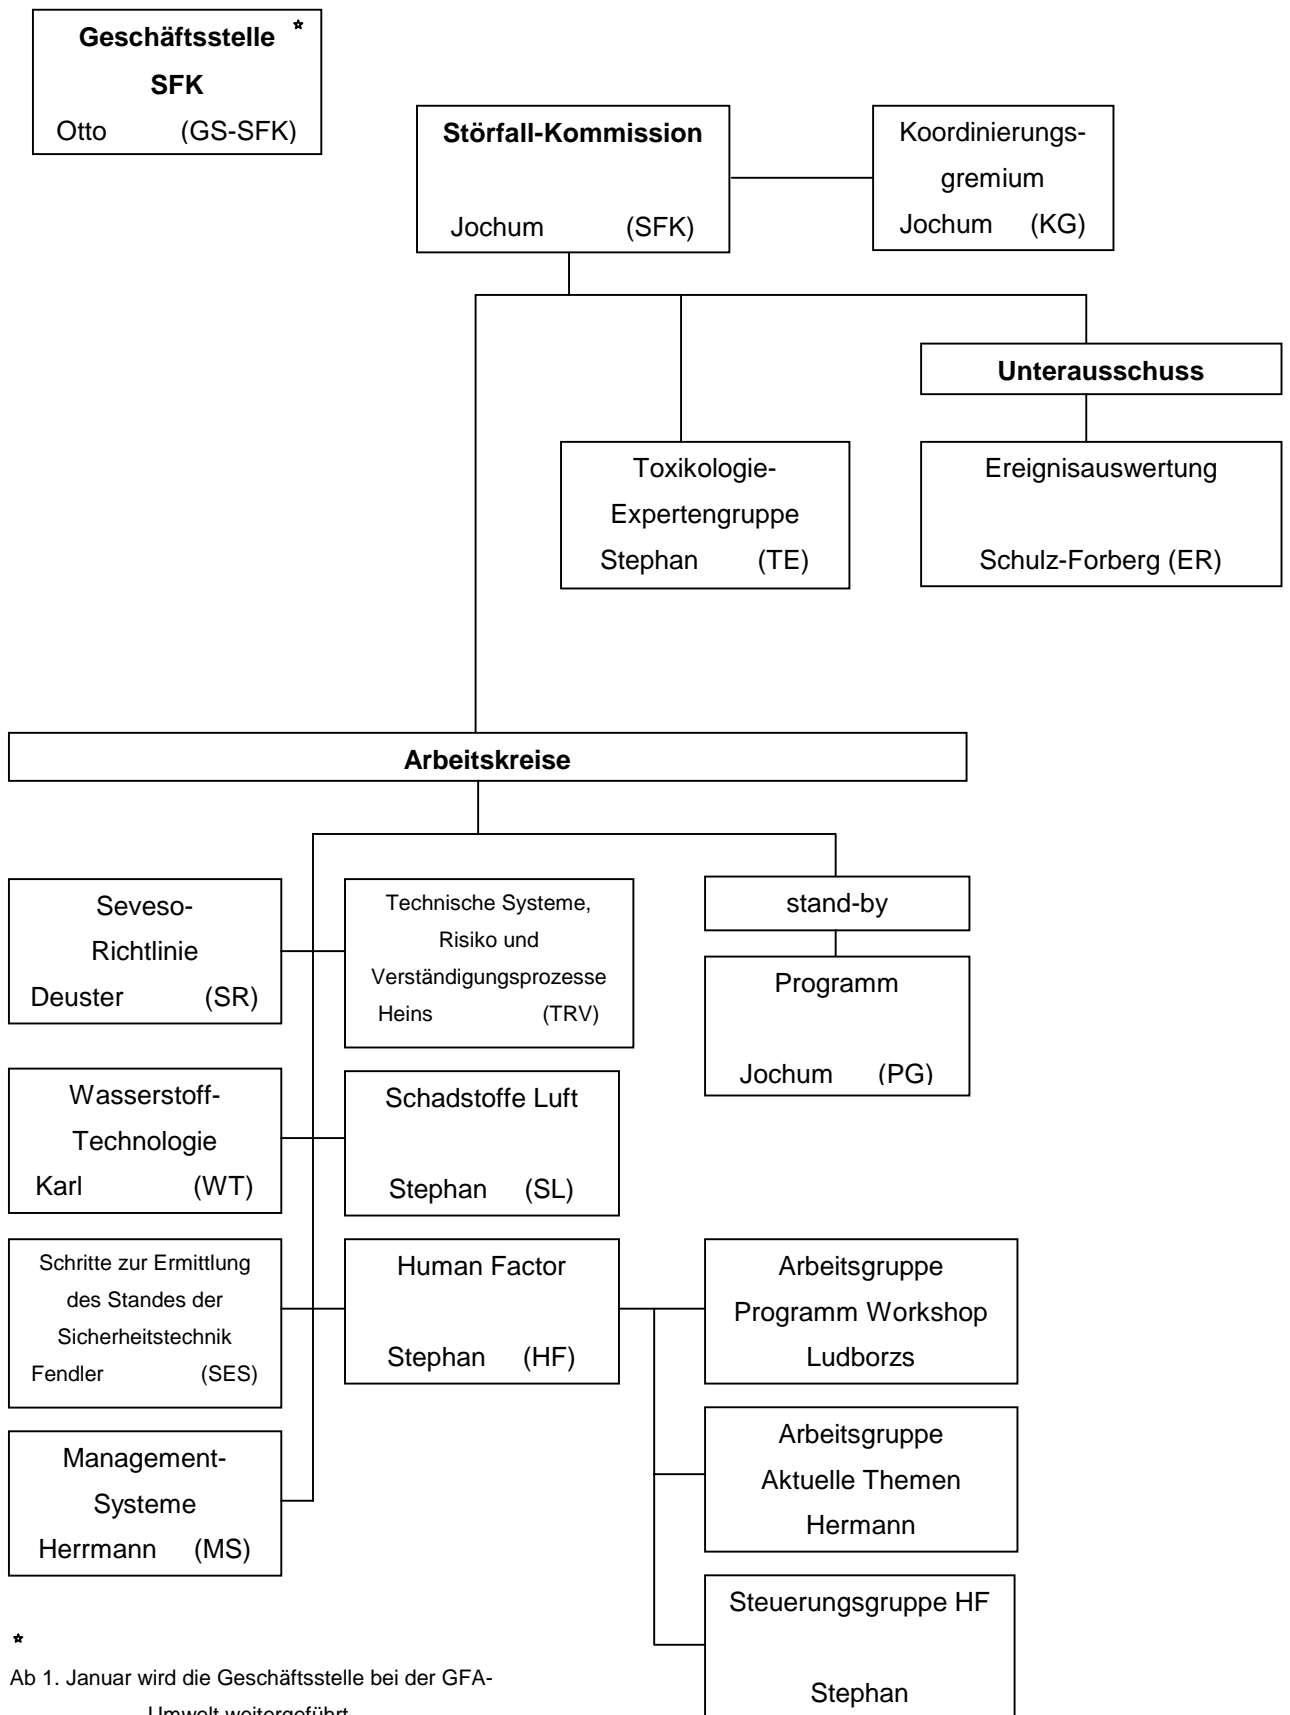 Geschäftsstelle *
SFK
Otto (GS-SFK)
Störfall-Kommission
Jochum (SFK)
Koordinierungs-
gremium
Jochum (KG)
Unterausschuss
Toxikologie-
Expertengruppe
Stephan (TE)
Ereignisauswertung
Schulz-Forberg (ER)
Arbeitskreise
Seveso-
Richtlinie
Deuster (SR)
Technische Systeme,
Risiko und
Verständigungsprozesse
Heins (TRV)
stand-by
Programm
Jochum (PG)
Wasserstoff-
Technologie
Karl (WT)
Schadstoffe Luft
Stephan (SL)
Schritte zur Ermittlung
des Standes der
Sicherheitstechnik
Fendler (SES)
Human Factor
Stephan (HF)
Arbeitsgruppe
Programm Workshop
Ludborzs
Management-
Systeme
Herrmann (MS)
Arbeitsgruppe
Aktuelle Themen
Hermann
Steuerungsgruppe HF
Stephan
*
Ab 1. Januar wird die Geschäftsstelle bei der GFA-
Umwelt weitergeführt